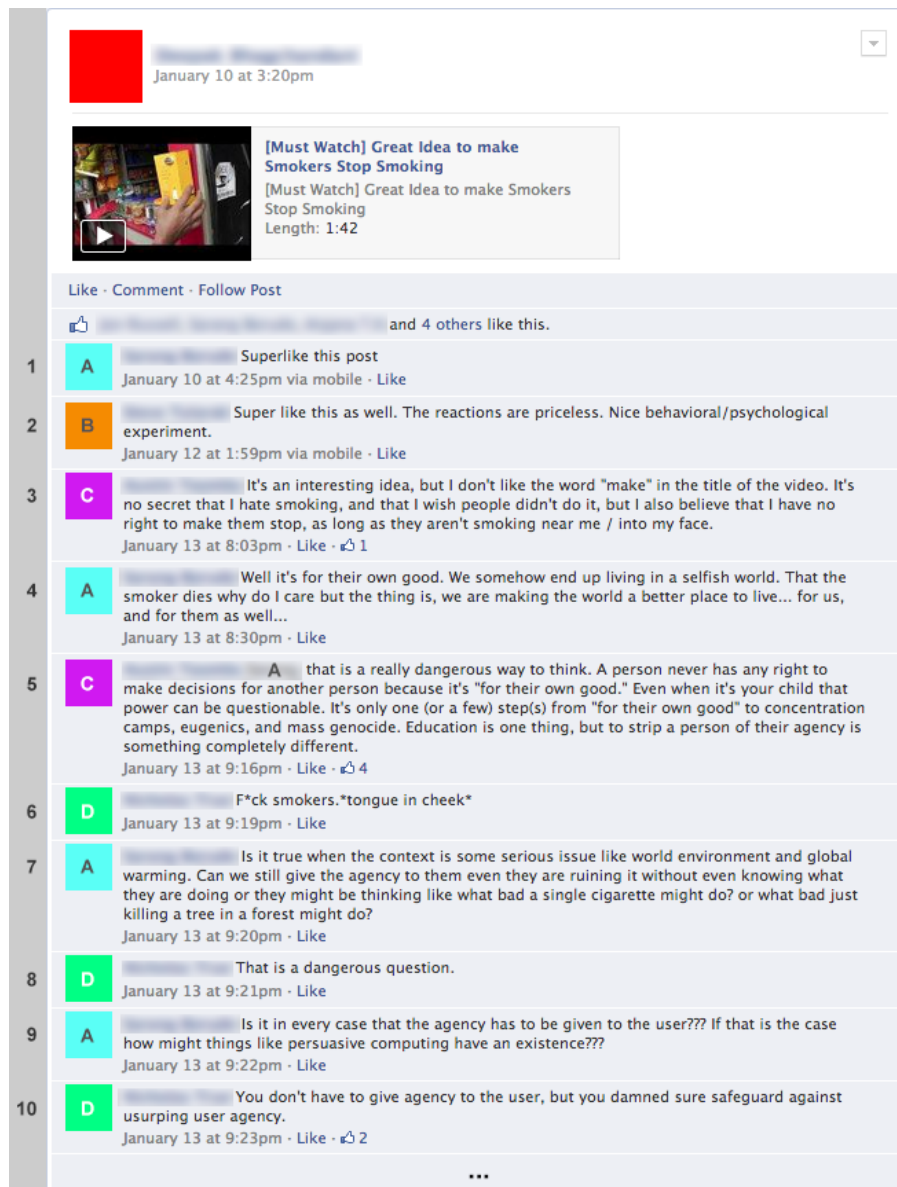 January 10 at 3:20pm
[Must Watch] Great Idea to make
Smokers Stop Smoking
[Must Watch] Great Idea to make Smokers
Stop Smoking
Length: 1:42
Like · Comment · Follow Post
and 4 others like this.
1
A
Superlike this post
January 10 at 4:25pm via mobile · Like
2
B
Super like this as well. The reactions are priceless. Nice behavioral/psychological
experiment.
January 12 at 1:59pm via mobile · Like
3
C
It's an interesting idea, but I don't like the word "make" in the title of the video. It's
no secret that I hate smoking, and that I wish people didn't do it, but I also believe that I have no
right to make them stop, as long as they aren't smoking near me / into my face.
January 13 at 8:03pm · Like · 1
4
A
Well it's for their own good. We somehow end up living in a selfish world. That the
smoker dies why do I care but the thing is, we are making the world a better place to live... for us,
and for them as well...
January 13 at 8:30pm · Like
5
C
A, that is a really dangerous way to think. A person never has any right to
make decisions for another person because it's "for their own good." Even when it's your child that
power can be questionable. It's only one (or a few) step(s) from "for their own good" to concentration
camps, eugenics, and mass genocide. Education is one thing, but to strip a person of their agency is
something completely different.
January 13 at 9:16pm · Like · 4
6
D
F*ck smokers.*tongue in cheek*
January 13 at 9:19pm · Like
7
A
Is it true when the context is some serious issue like world environment and global
warming. Can we still give the agency to them even they are ruining it without even knowing what
they are doing or they might be thinking like what bad a single cigarette might do? or what bad just
killing a tree in a forest might do?
January 13 at 9:20pm · Like
8
D
That is a dangerous question.
January 13 at 9:21pm · Like
9
A
Is it in every case that the agency has to be given to the user??? If that is the case
how might things like persuasive computing have an existence???
January 13 at 9:22pm · Like
10
D
You don't have to give agency to the user, but you damned sure safeguard against
usurping user agency.
January 13 at 9:23pm · Like · 2
...